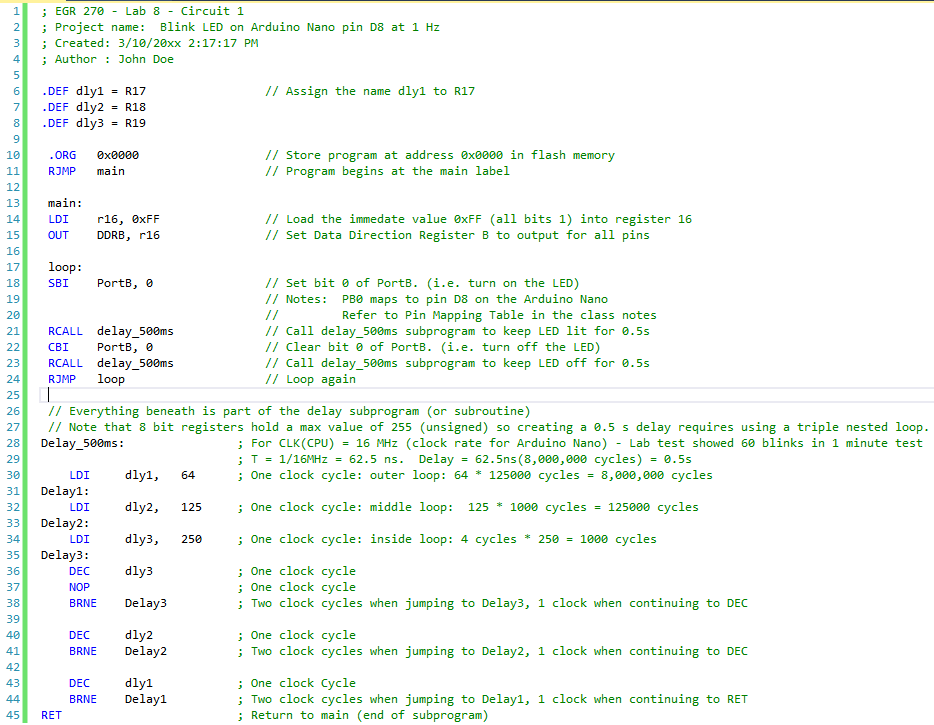 1 ; EGR 270 - Lab 8 - Circuit 1
2 ; Project name:  Blink LED on Arduino Nano pin D8 at 1 Hz
3 ; Created: 3/10/20xx 2:17:17 PM
4 ; Author : John Doe
5
6 .DEF dly1 = R17 // Assign the name dly1 to R17
7 .DEF dly2 = R18
8 .DEF dly3 = R19
9
10 .ORG 0x0000 // Store program at address 0x0000 in flash memory
11 RJMP main // Program begins at the main label
12
13 main:
14 LDI r16, 0xFF // Load the immedate value 0xFF (all bits 1) into register 16
15 OUT DDRB, r16 // Set Data Direction Register B to output for all pins
16
17 loop:
18 SBI PortB, 0 // Set bit 0 of PortB. (i.e. turn on the LED)
19 // Notes:  PB0 maps to pin D8 on the Arduino Nano
20 // Refer to Pin Mapping Table in the class notes
21 RCALL delay_500ms // Call delay_500ms subprogram to keep LED lit for 0.5s
22 CBI PortB, 0 // Clear bit 0 of PortB. (i.e. turn off the LED)
23 RCALL delay_500ms // Call delay_500ms subprogram to keep LED off for 0.5s
24 RJMP loop // Loop again
25
26 // Everything beneath is part of the delay subprogram (or subroutine)
27 // Note that 8 bit registers hold a max value of 255 (unsigned) so creating a 0.5 s delay requires using a triple nested loop.
28 Delay_500ms: ; For CLK(CPU) = 16 MHz (clock rate for Arduino Nano) - Lab test showed 60 blinks in 1 minute test
29 ; T = 1/16MHz = 62.5 ns.  Delay = 62.5ns(8,000,000 cycles) = 0.5s
30 LDI dly1, 64 ; One clock cycle: outer loop: 64 * 125000 cycles = 8,000,000 cycles
31 Delay1:
32 LDI dly2, 125 ; One clock cycle: middle loop:  125 * 1000 cycles = 125000 cycles
33 Delay2:
34 LDI dly3, 250 ; One clock cycle: inside loop: 4 cycles * 250 = 1000 cycles
35 Delay3:
36 DEC dly3 ; One clock cycle
37 NOP ; One clock cycle
38 BRNE Delay3 ; Two clock cycles when jumping to Delay3, 1 clock when continuing to DEC
39
40 DEC dly2 ; One clock cycle
41 BRNE Delay2 ; Two clock cycles when jumping to Delay2, 1 clock when continuing to DEC
42
43 DEC dly1 ; One clock Cycle
44 BRNE Delay1 ; Two clock cycles when jumping to Delay1, 1 clock when continuing to RET
45 RET ; Return to main (end of subprogram)